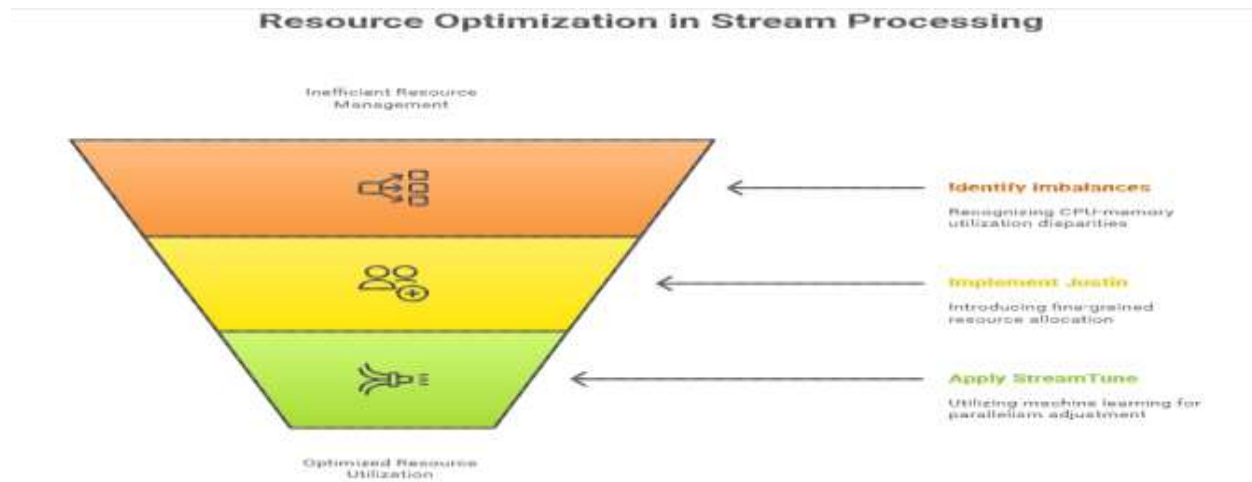 Resource Optimization in Stream Processing
Inefficient Resource
Management
Identify Imbalances
Recognizing CPU-memory
utilization disparities
Implement Justin
Introducing fine-grained
resource allocation
Apply StreamTune
Utilizing machine learning for
parallelism adjustment
Optimized Resource
Utilization